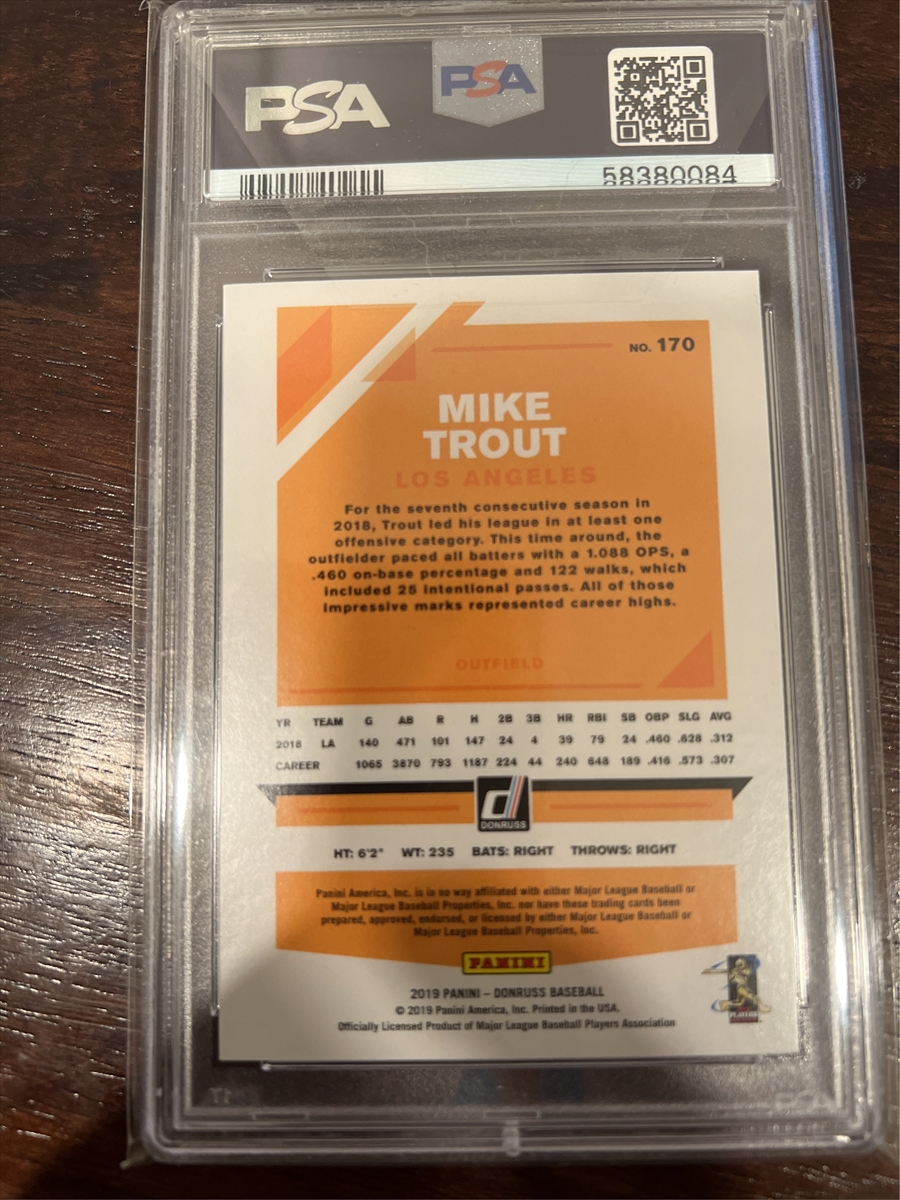 PSA
PSA
58380084
NO. 170
MIKE
TROUT
LOS ANGELES
For the seventh consecutive season in
2018, Trout led his league in at least one
offensive category. This time around, the
outfielder paced all batters with a 1.088 OPS, a
.460 on-base percentage and 122 walks, which
included 25 intentional passes. All of those
impressive marks represented career highs.
OUTFIELD
YR TEAM G AB R H 2B 3B HR RBI SB OBP SLG AVG
2018 LA 140 471 101 147 24 4 39 79 24 .460 .628 .312
CAREER 1065 3870 793 1187 224 44 240 648 189 .416 .573 .307
d
DONRUSS
HT: 6'2" WT: 235 BATS: RIGHT THROWS: RIGHT
Panini America, Inc. is in no way affiliated with either Major League Baseball or
Major League Baseball Properties, Inc. nor have these trading cards been
prepared, approved, endorsed, or licensed by either Major League Baseball or
Major League Baseball Properties, Inc.
PANINI
2019 PANINI – DONRUSS BASEBALL
© 2019 Panini America, Inc. Printed in the USA.
Officially Licensed Product of Major League Baseball Players Association
PLAYERS
PSA